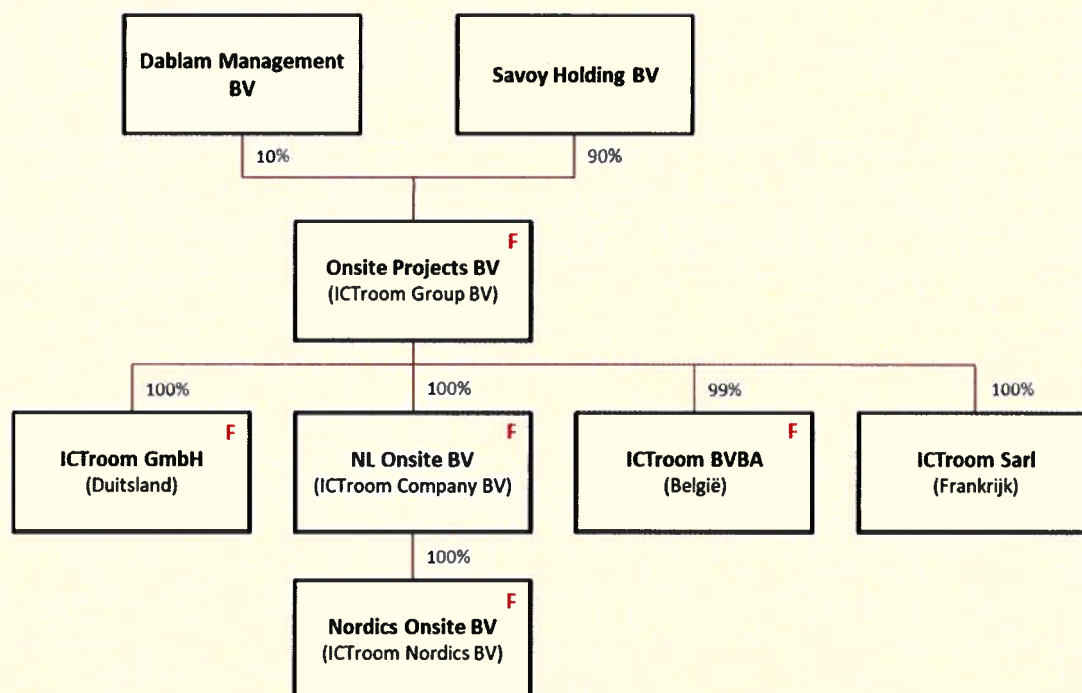 Dablam Management
BV
Savoy Holding BV
10%
90%
F
Onsite Projects BV
(ICTroom Group BV)
100%
100%
99%
100%
F
ICTroom GmbH
(Duitsland)
F
NL Onsite BV
(ICTroom Company BV)
F
ICTroom BVBA
(België)
ICTroom Sarl
(Frankrijk)
100%
F
Nordics Onsite BV
(ICTroom Nordics BV)